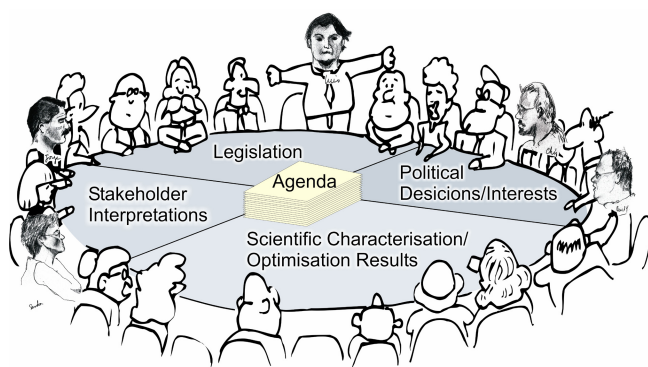 Legislation
Agenda
Political
Desicions/Interests
Stakeholder
Interpretations
Scientific Characterisation/
Optimisation Results